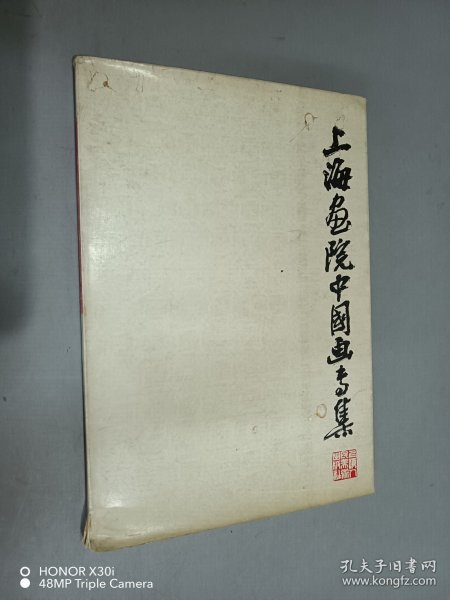 上海画院中国画专集
HONOR X30i
48MP Triple Camera
孔夫子旧书网
www.kongfz.com